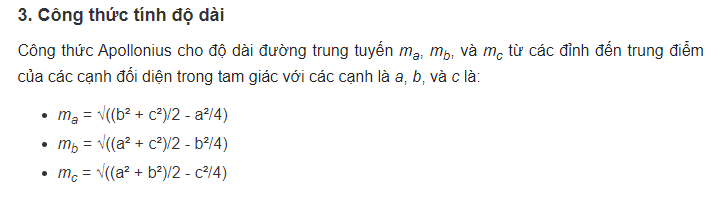 3. Công thức tính độ dài
Công thức Apollonius cho độ dài đường trung tuyến mₐ, m_b, và m_c từ các đỉnh đến trung điểm
của các cạnh đối diện trong tam giác với các cạnh là a, b, và c là:
• mₐ = √((b² + c²)/2 - a²/4)
• m_b = √((a² + c²)/2 - b²/4)
• m_c = √((a² + b²)/2 - c²/4)